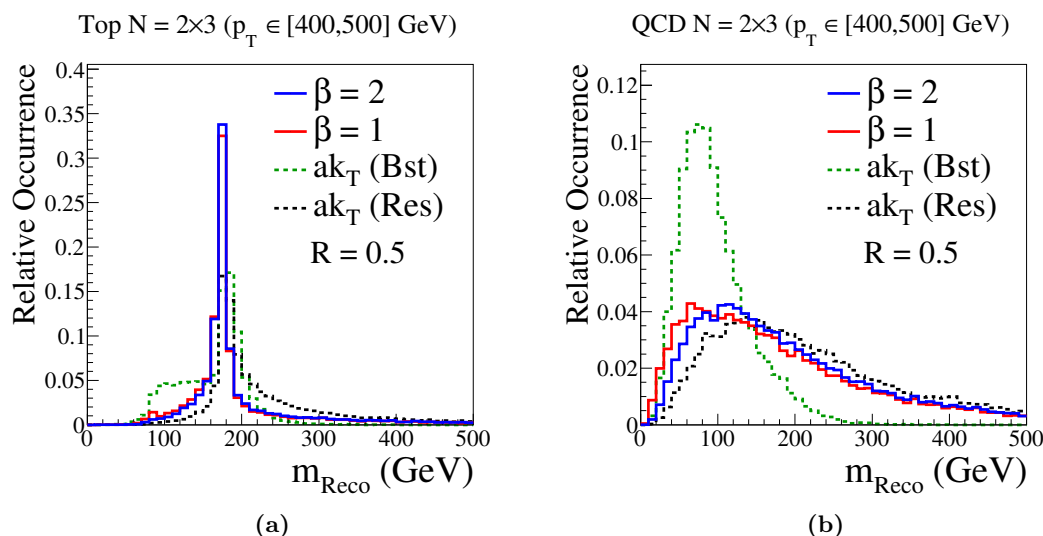 Top N = 2×3 (p_T ∈ [400,500] GeV)
Relative Occurrence
0.4
0.35
0.3
0.25
0.2
0.15
0.1
0.05
0
β = 2
β = 1
ak_T (Bst)
ak_T (Res)
R = 0.5
0 100 200 300 400 500
m_Reco (GeV)
(a)
QCD N = 2×3 (p_T ∈ [400,500] GeV)
Relative Occurrence
0.12
0.1
0.08
0.06
0.04
0.02
0
β = 2
β = 1
ak_T (Bst)
ak_T (Res)
R = 0.5
0 100 200 300 400 500
m_Reco (GeV)
(b)